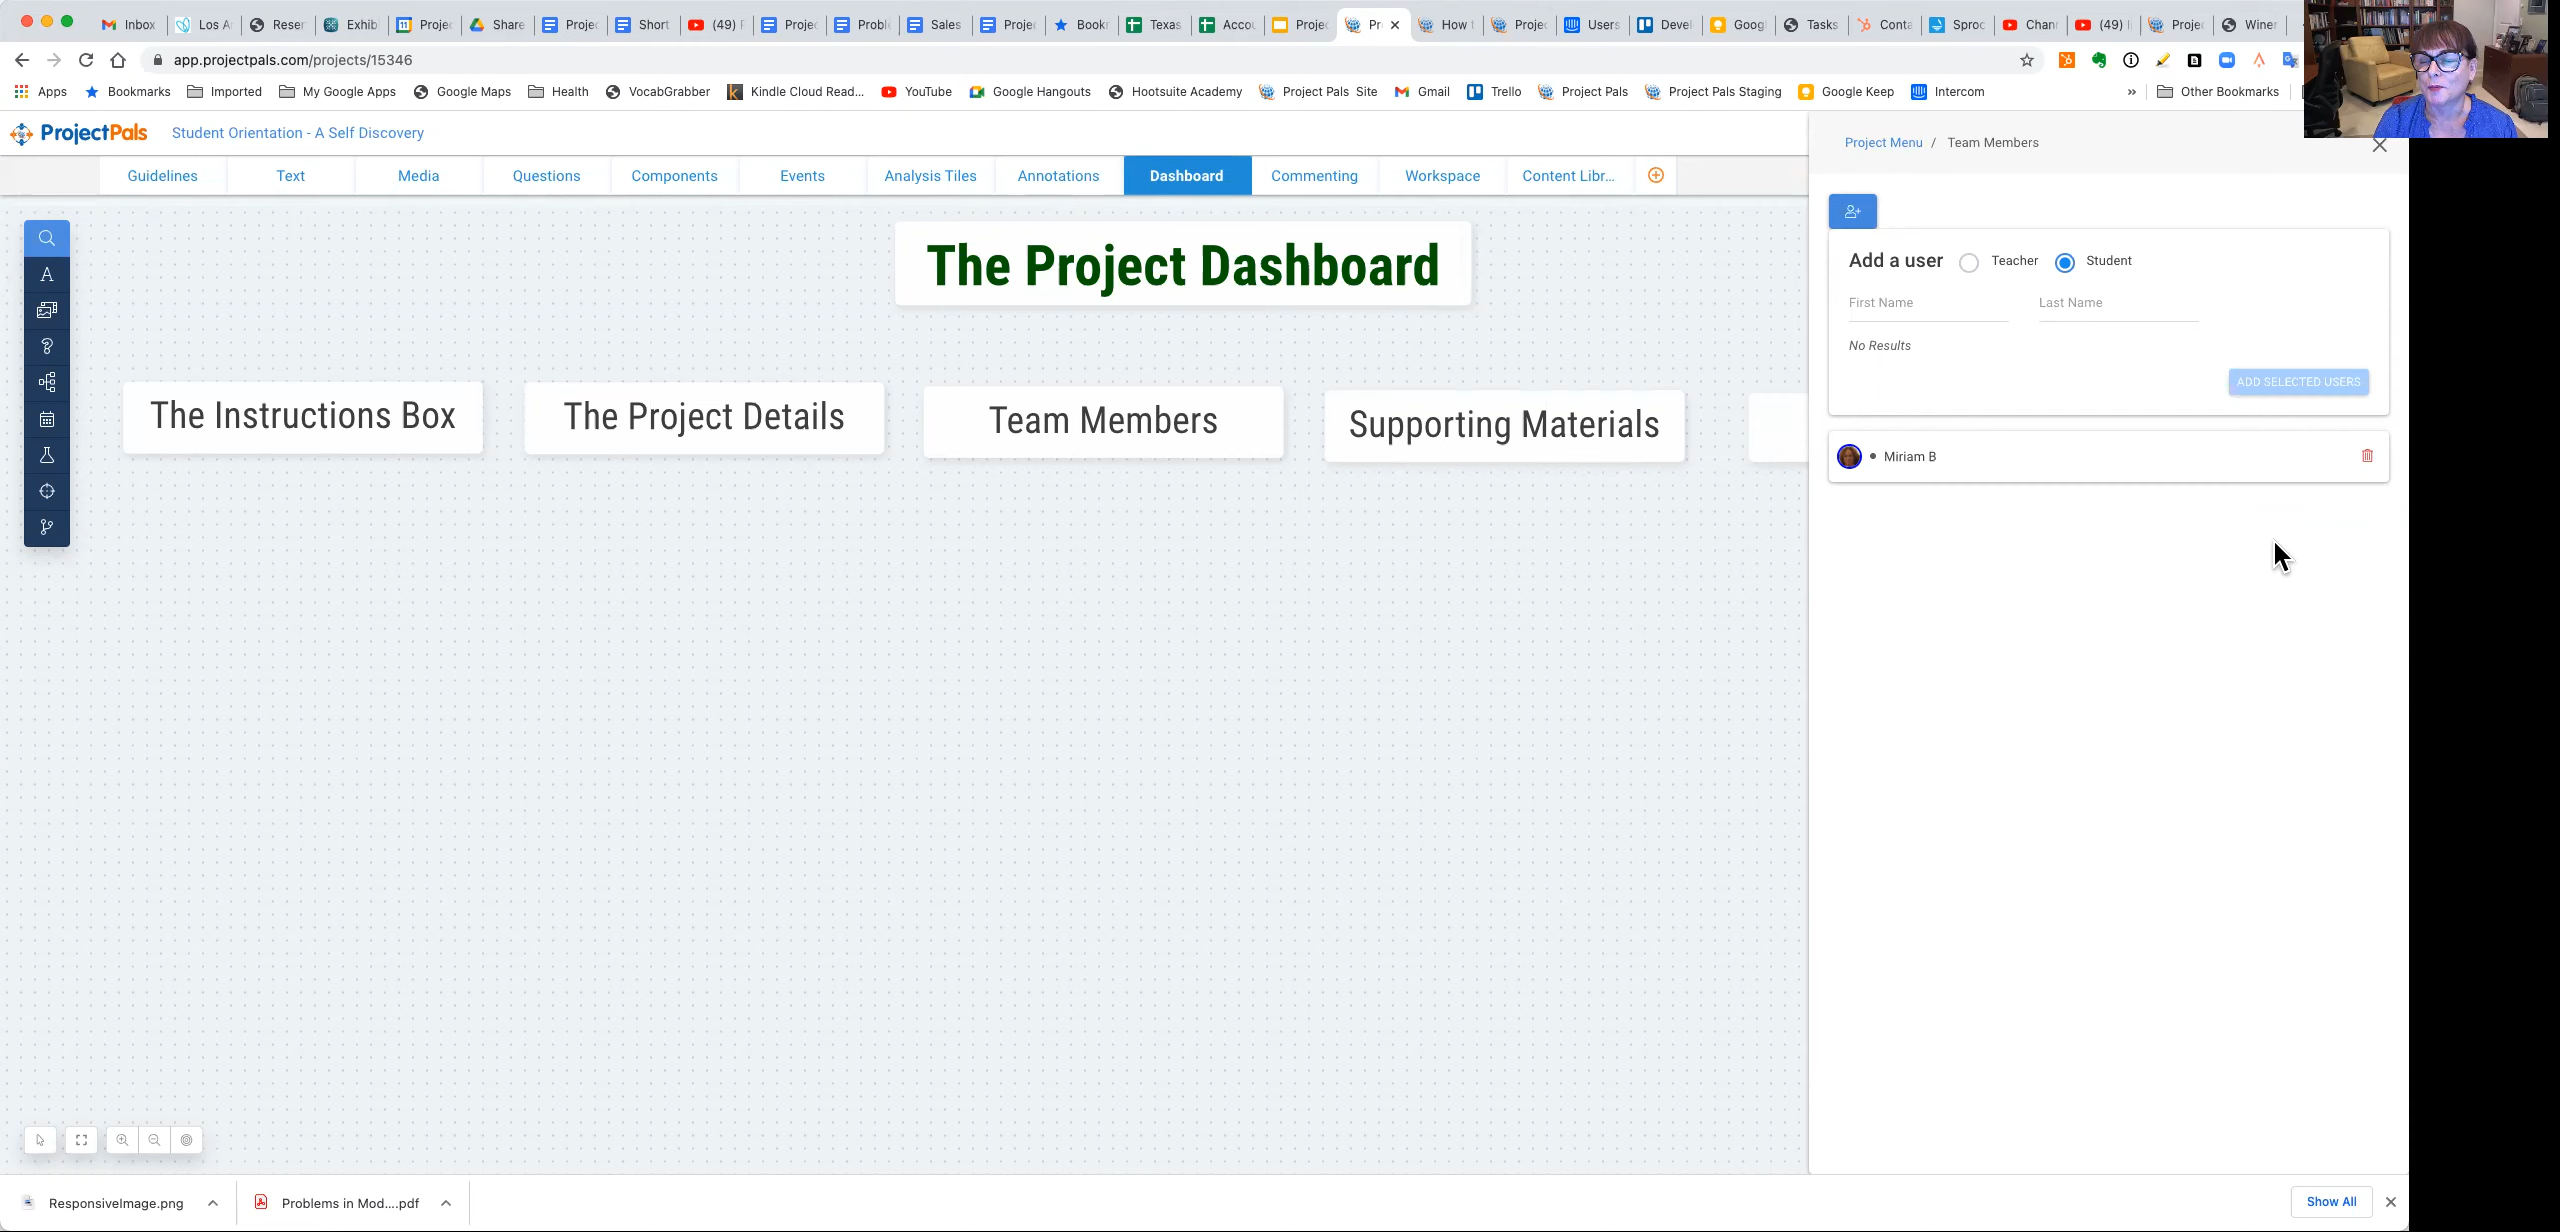 Inbox Los A Reser Exhib Projec Share Projec Short (49) F Projec Proble Sales Projec Bookr Texas Accou Projec Pr How t Projec Users Devel Googl Tasks Conta Sproc Chann (49) Ii Projec Winer
app.projectpals.com/projects/15346
Apps Bookmarks Imported My Google Apps Google Maps Health VocabGrabber Kindle Cloud Read... YouTube Google Hangouts Hootsuite Academy Project Pals Site Gmail Trello Project Pals Project Pals Staging Google Keep Intercom » Other Bookmarks
ProjectPals Student Orientation - A Self Discovery
Project Menu / Team Members
Guidelines Text Media Questions Components Events Analysis Tiles Annotations Dashboard Commenting Workspace Content Libr...
The Project Dashboard
Add a user Teacher Student
First Name Last Name
No Results
ADD SELECTED USERS
The Instructions Box The Project Details Team Members Supporting Materials
Miriam B
ResponsiveImage.png Problems in Mod....pdf Show All